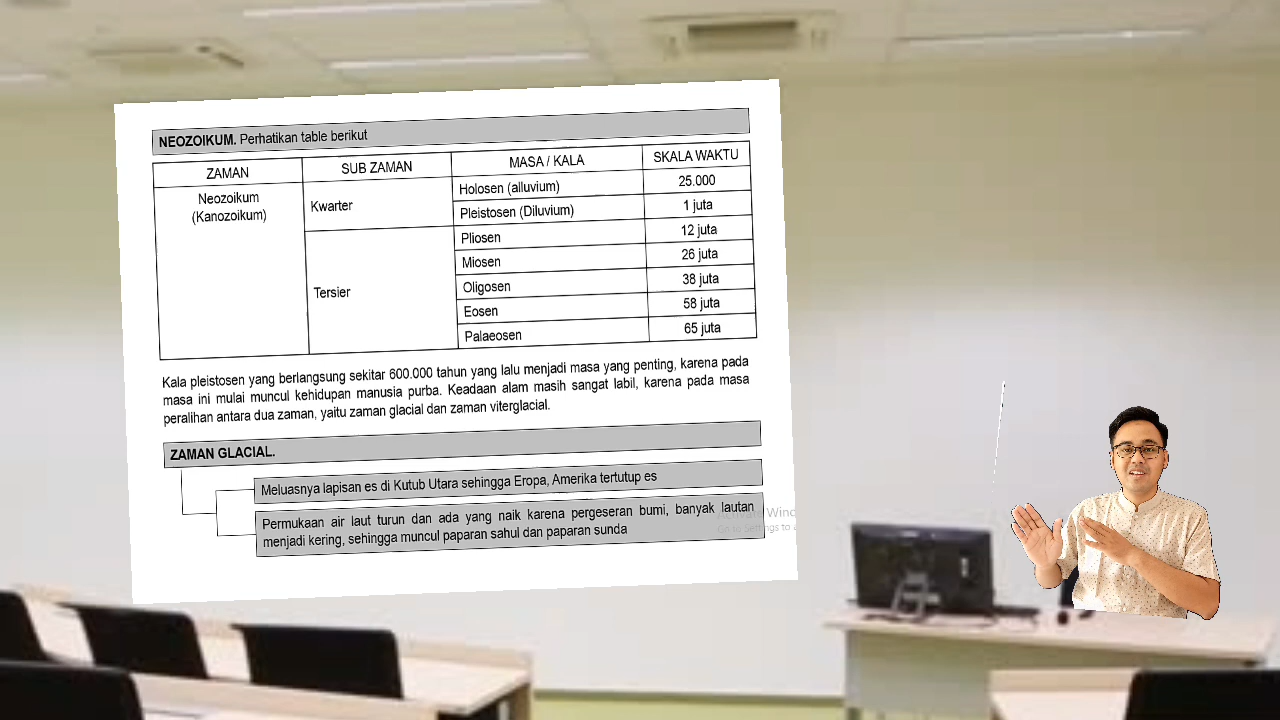 NEOZOIKUM. Perhatikan table berikut
ZAMAN SUB ZAMAN MASA / KALA SKALA WAKTU
Neozoikum
(Kanozoikum)
Kwarter
Holosen (alluvium) 25.000
Pleistosen (Diluvium) 1 juta
Tersier
Pliosen 12 juta
Miosen 26 juta
Oligosen 38 juta
Eosen 58 juta
Palaeosen 65 juta
Kala pleistosen yang berlangsung sekitar 600.000 tahun yang lalu menjadi masa yang penting, karena pada
masa ini mulai muncul kehidupan manusia purba. Keadaan alam masih sangat labil, karena pada masa
peralihan antara dua zaman, yaitu zaman glacial dan zaman viterglacial.
ZAMAN GLACIAL.
Meluasnya lapisan es di Kutub Utara sehingga Eropa, Amerika tertutup es
Permukaan air laut turun dan ada yang naik karena pergeseran bumi, banyak lautan
menjadi kering, sehingga muncul paparan sahul dan paparan sunda
Go to Settings to